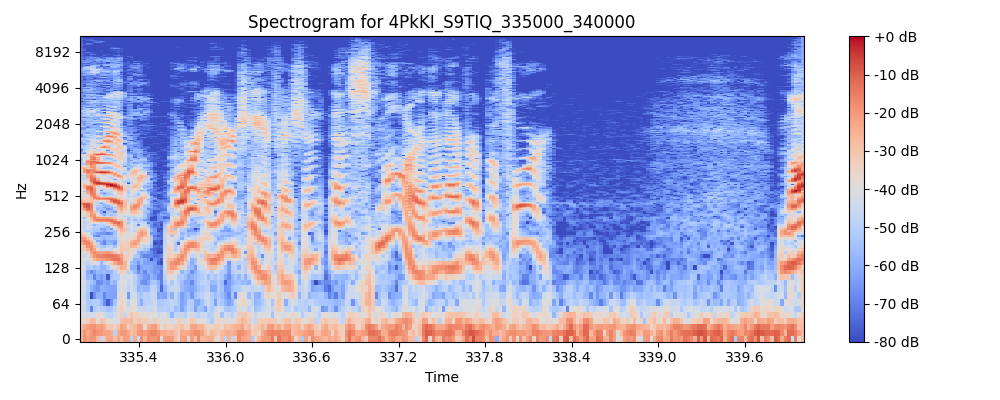 Spectrogram for 4PkKI_S9TIQ_335000_340000
Hz
8192
4096
2048
1024
512
256
128
64
0
335.4 336.0 336.6 337.2 337.8 338.4 339.0 339.6
Time
+0 dB
-10 dB
-20 dB
-30 dB
-40 dB
-50 dB
-60 dB
-70 dB
-80 dB